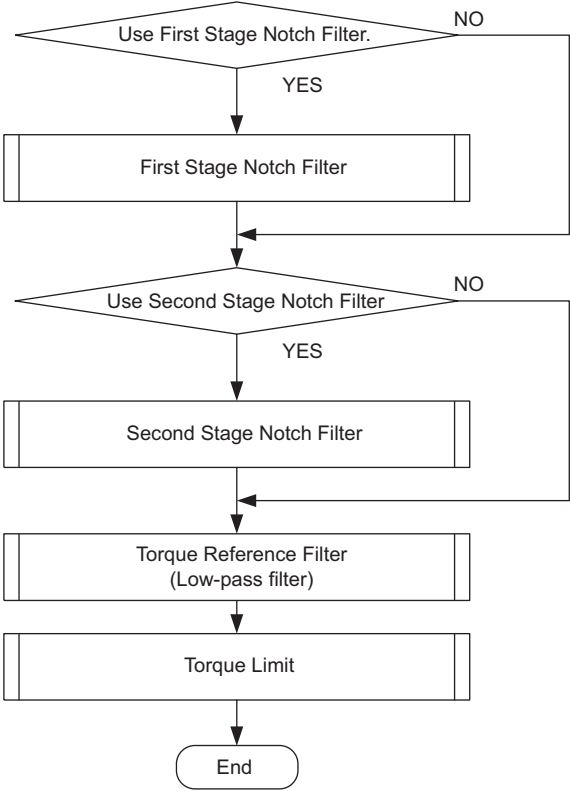 Use First Stage Notch Filter.
NO
YES
First Stage Notch Filter
Use Second Stage Notch Filter
NO
YES
Second Stage Notch Filter
Torque Reference Filter
(Low-pass filter)
Torque Limit
End